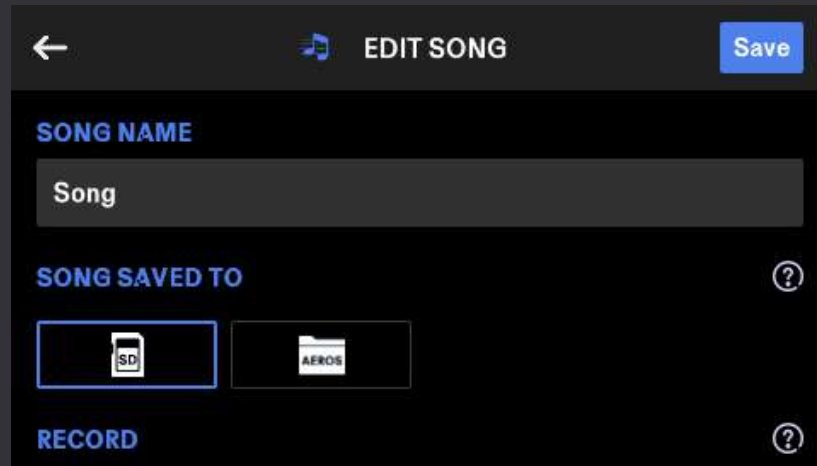 EDIT SONG
Save
SONG NAME
Song
SONG SAVED TO
SD
AEROS
RECORD